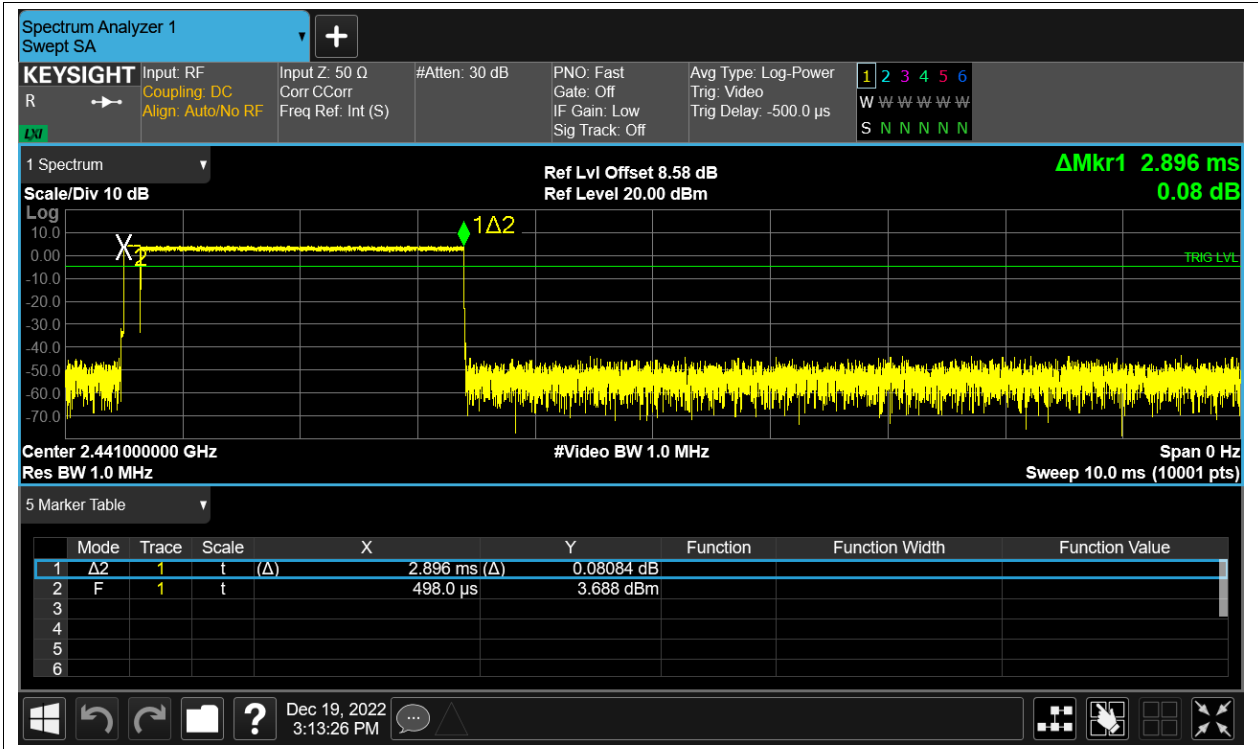 Spectrum Analyzer 1
Swept SA
+
KEYSIGHT
R
LXI
Input: RF
Coupling: DC
Align: Auto/No RF
Input Z: 50 Ω
Corr CCorr
Freq Ref: Int (S)
#Atten: 30 dB
PNO: Fast
Gate: Off
IF Gain: Low
Sig Track: Off
Avg Type: Log-Power
Trig: Video
Trig Delay: -500.0 µs
1 2 3 4 5 6
W W W W W W
S N N N N N
1 Spectrum
Scale/Div 10 dB
Ref Lvl Offset 8.58 dB
Ref Level 20.00 dBm
ΔMkr1 2.896 ms
0.08 dB
Log
10.0
0.00
-10.0
-20.0
-30.0
-40.0
-50.0
-60.0
-70.0
X
2
1Δ2
TRIG LVL
Center 2.441000000 GHz
#Video BW 1.0 MHz
Span 0 Hz
Res BW 1.0 MHz
Sweep 10.0 ms (10001 pts)
5 Marker Table
Mode Trace Scale X Y Function Function Width Function Value
1 Δ2 1 t (Δ) 2.896 ms (Δ) 0.08084 dB
2 F 1 t 498.0 µs 3.688 dBm
3
4
5
6
?
Dec 19, 2022
3:13:26 PM